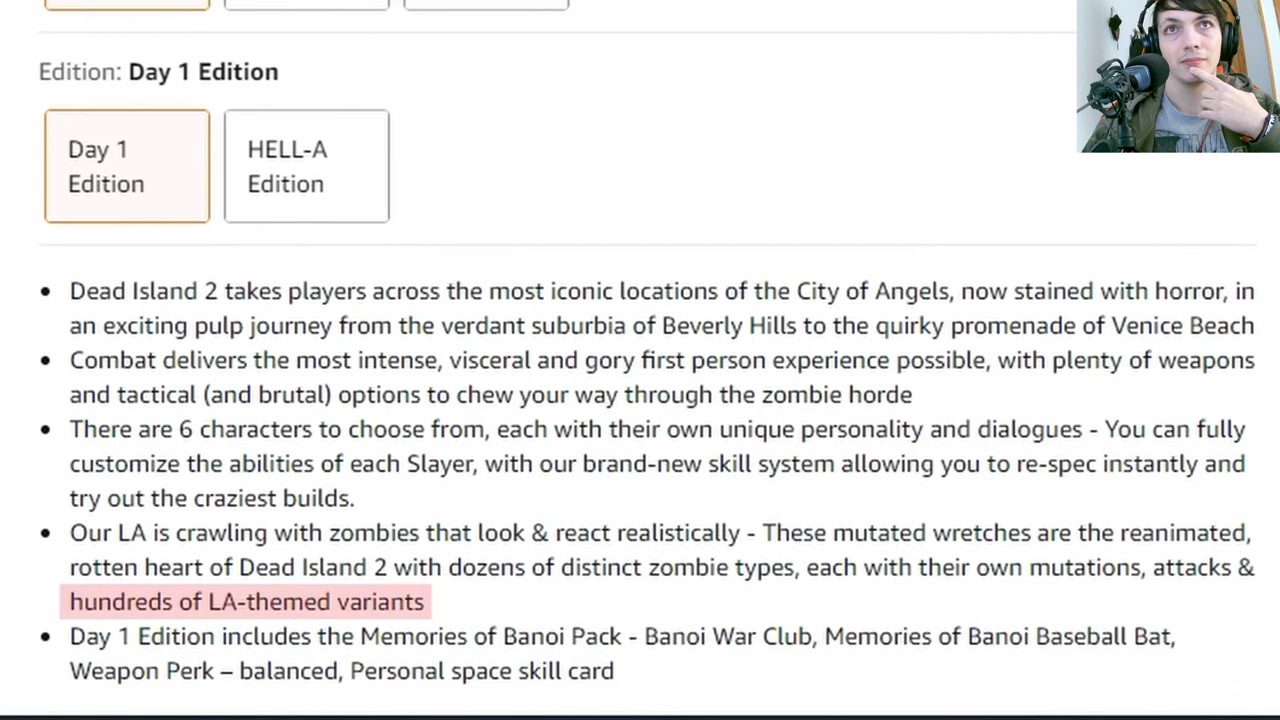 Edition: Day 1 Edition
Day 1
Edition
HELL-A
Edition
Dead Island 2 takes players across the most iconic locations of the City of Angels, now stained with horror, in
an exciting pulp journey from the verdant suburbia of Beverly Hills to the quirky promenade of Venice Beach
Combat delivers the most intense, visceral and gory first person experience possible, with plenty of weapons
and tactical (and brutal) options to chew your way through the zombie horde
There are 6 characters to choose from, each with their own unique personality and dialogues - You can fully
customize the abilities of each Slayer, with our brand-new skill system allowing you to re-spec instantly and
try out the craziest builds.
Our LA is crawling with zombies that look & react realistically - These mutated wretches are the reanimated,
rotten heart of Dead Island 2 with dozens of distinct zombie types, each with their own mutations, attacks &
hundreds of LA-themed variants
Day 1 Edition includes the Memories of Banoi Pack - Banoi War Club, Memories of Banoi Baseball Bat,
Weapon Perk – balanced, Personal space skill card